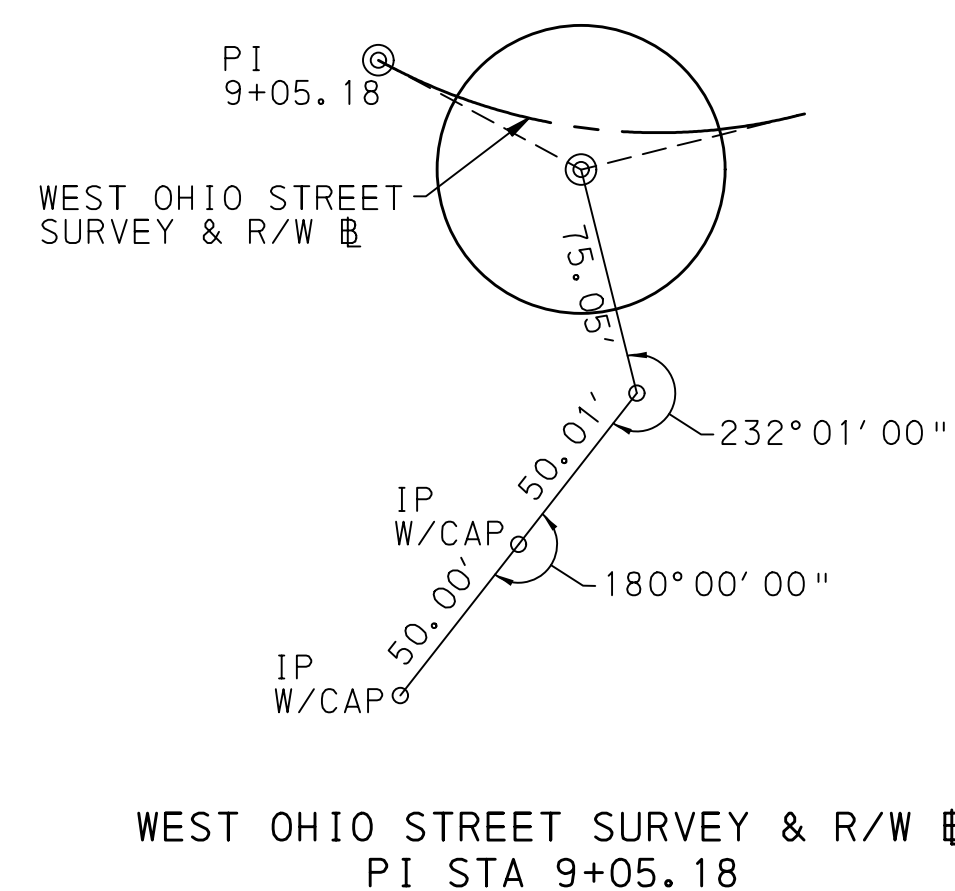 PI
9+05.18
WEST OHIO STREET
SURVEY & R/W ⅊
75.05'
232°01'00"
50.01'
IP
W/CAP
180°00'00"
50.00'
IP
W/CAP
WEST OHIO STREET SURVEY & R/W
PI STA 9+05.18